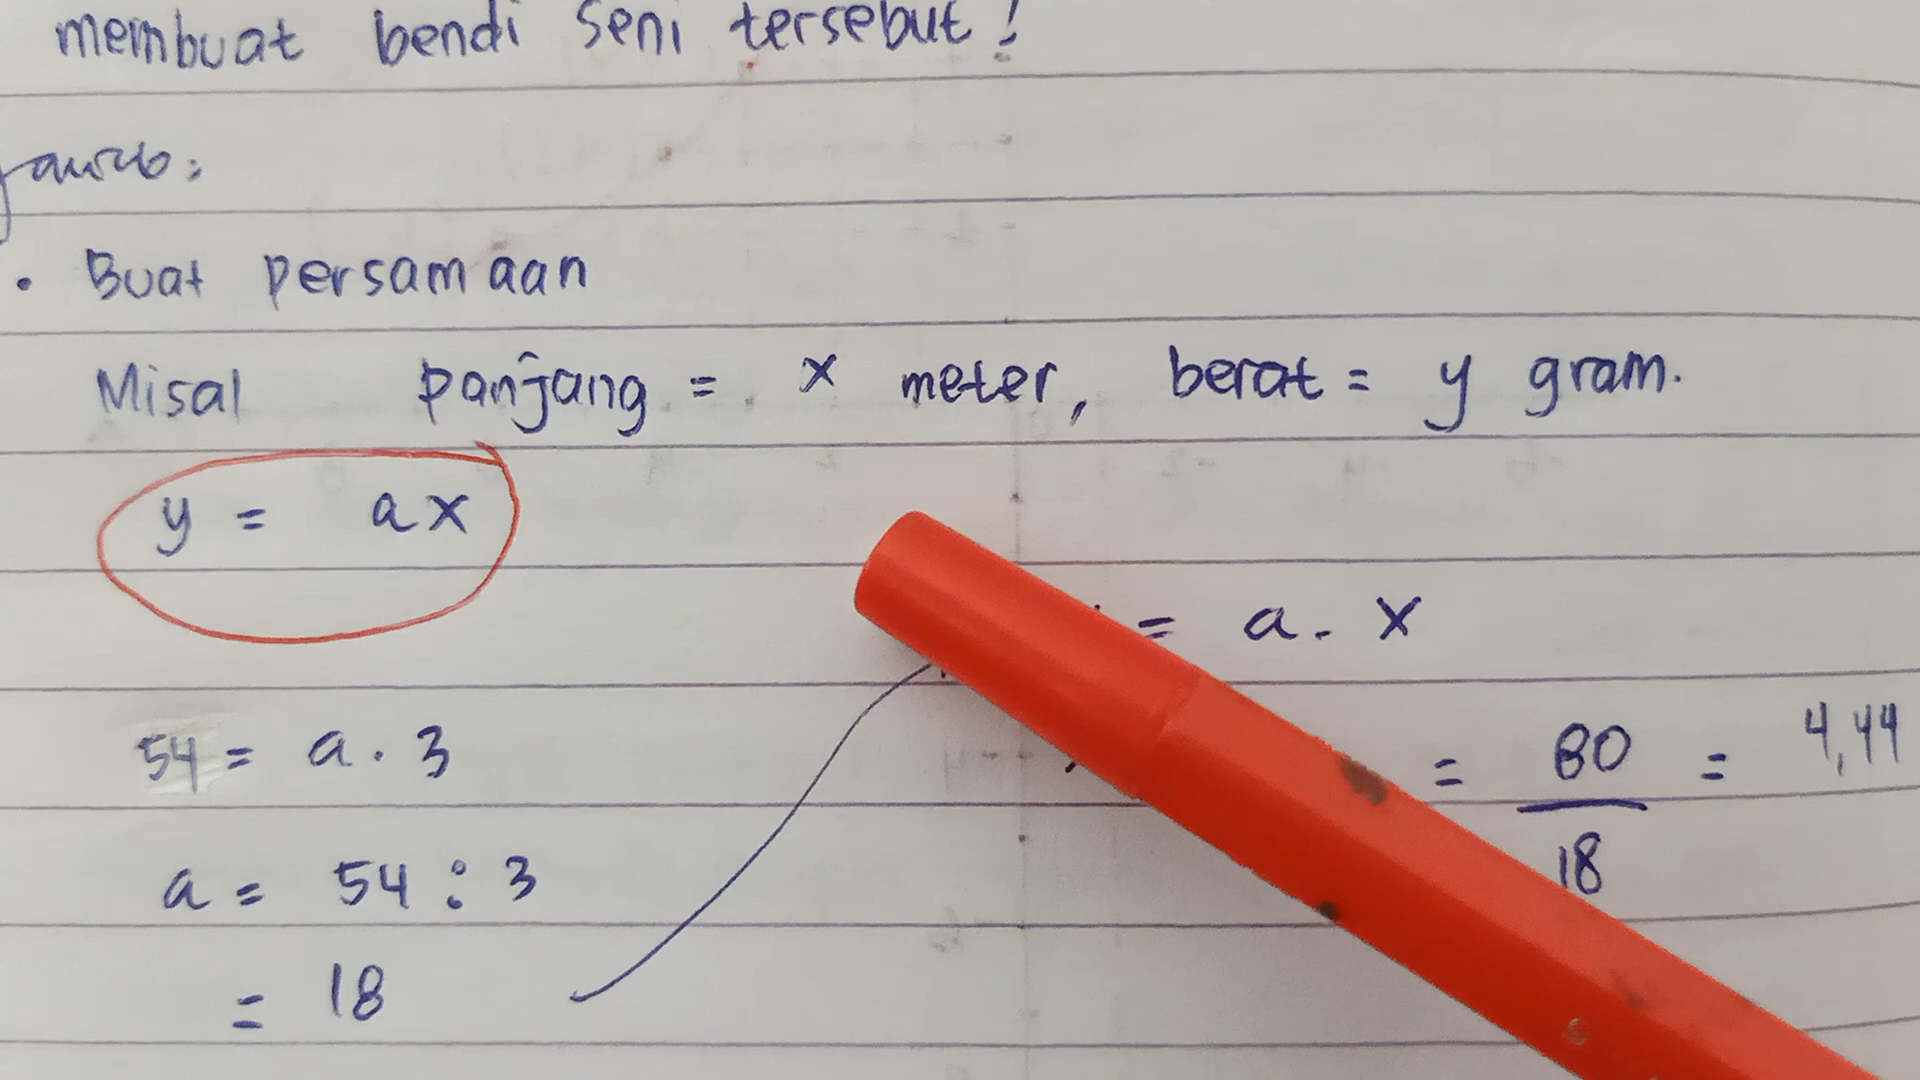 membuat bendi seni tersebut!
Jawab:
• Buat persamaan
Misal panjang = x meter, berat = y gram.
y = ax
= a . x
54 = a . 3
= 80/18 = 4,44
a = 54 : 3
= 18